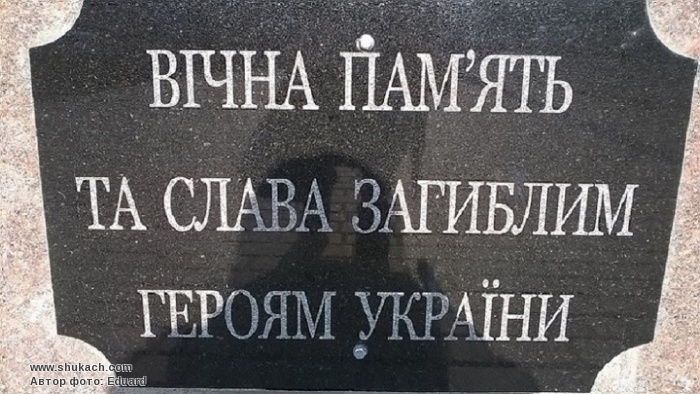 ВІЧНА ПАМ’ЯТЬ
ТА СЛАВА ЗАГИБЛИМ
ГЕРОЯМ УКРАЇНИ
www.shukach.com
Автор фото: Eduard